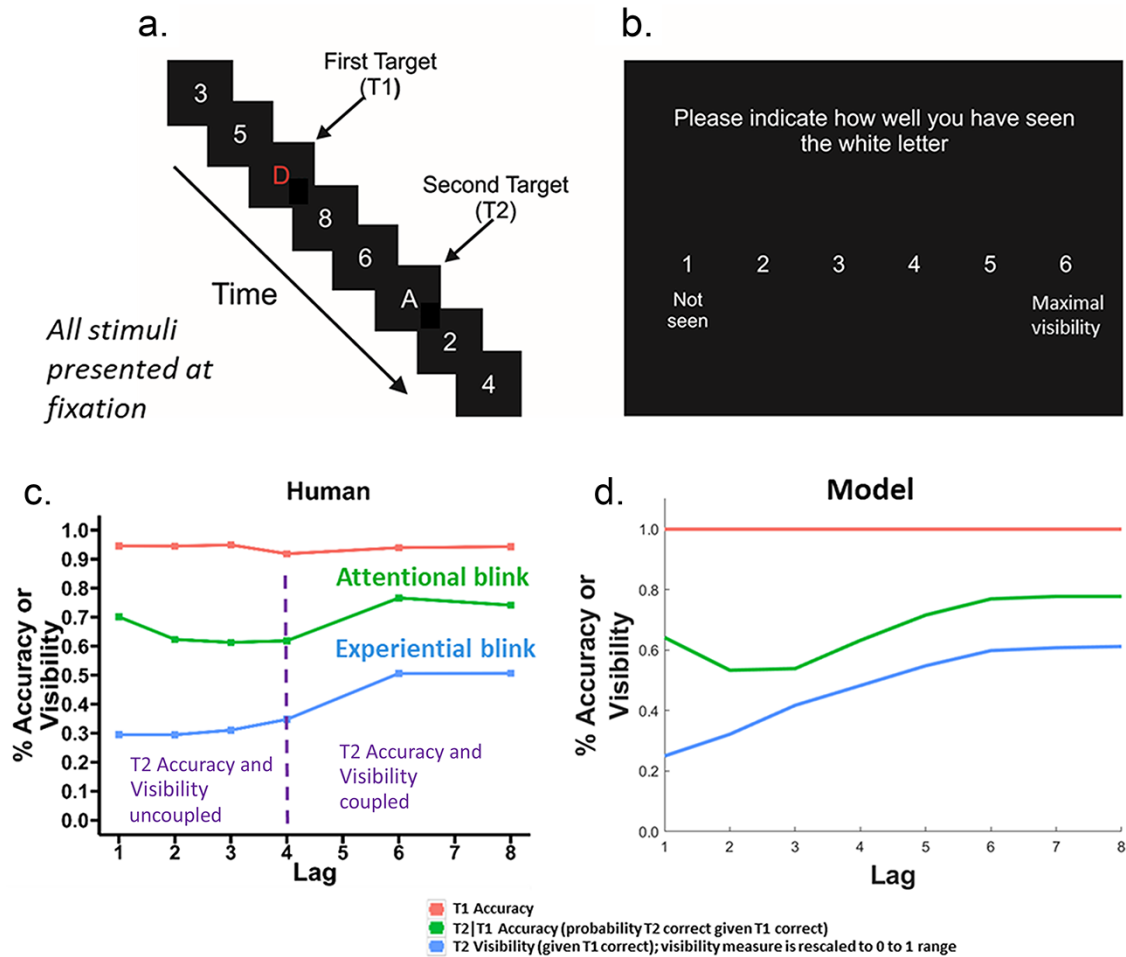 a.
3
5
D
8
6
A
2
4
First Target
(T1)
Second Target
(T2)
Time
All stimuli
presented at
fixation
b.
Please indicate how well you have seen
the white letter
1 2 3 4 5 6
Not
seen
Maximal
visibility
c.
Human
% Accuracy or
Visibility
1.0
0.9
0.8
0.7
0.6
0.5
0.4
0.3
0.2
0.1
0.0
Attentional blink
Experiential blink
T2 Accuracy and
Visibility
uncoupled
T2 Accuracy and
Visibility
coupled
1 2 3 4 5 6 7 8
Lag
d.
Model
% Accuracy or
Visibility
1.0
0.8
0.6
0.4
0.2
0.0
1 2 3 4 5 6 7 8
Lag
T1 Accuracy
T2|T1 Accuracy (probability T2 correct given T1 correct)
T2 Visibility (given T1 correct); visibility measure is rescaled to 0 to 1 range